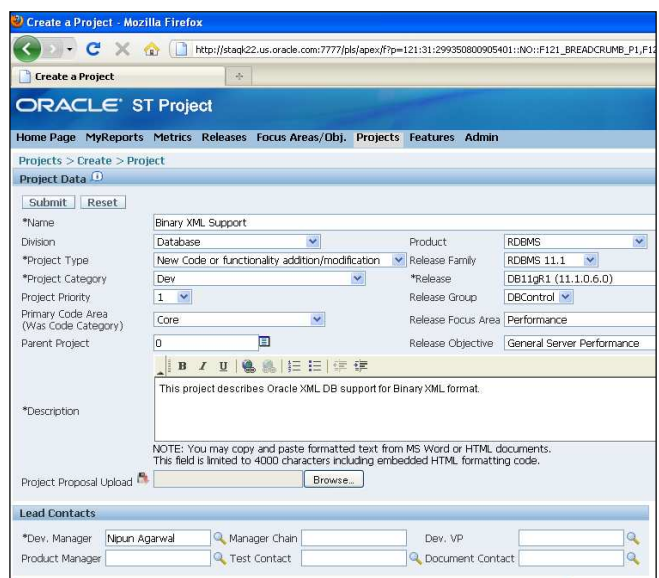 Create a Project - Mozilla Firefox
http://staqk22.us.oracle.com:7777/pls/apex/f?p=121:31:299350800905401::NO::F121_BREADCRUMB_P1,F12
Create a Project
ORACLE ST Project
Home Page MyReports Metrics Releases Focus Areas/Obj. Projects Features Admin
Projects > Create > Project
Project Data
Submit Reset
*Name Binary XML Support
Division Database Product RDBMS
*Project Type New Code or functionality addition/modification Release Family RDBMS 11.1
*Project Category Dev *Release DB11gR1 (11.1.0.6.0)
Project Priority 1 Release Group DBControl
Primary Code Area
(Was Code Category) Core Release Focus Area Performance
Parent Project 0 Release Objective General Server Performance
B I U
This project describes Oracle XML DB support for Binary XML format.
*Description
NOTE: You may copy and paste formatted text from MS Word or HTML documents.
This field is limited to 4000 characters including embedded HTML formatting code.
Project Proposal Upload Browse...
Lead Contacts
*Dev. Manager Nipun Agarwal Manager Chain Dev. VP
Product Manager Test Contact Document Contact